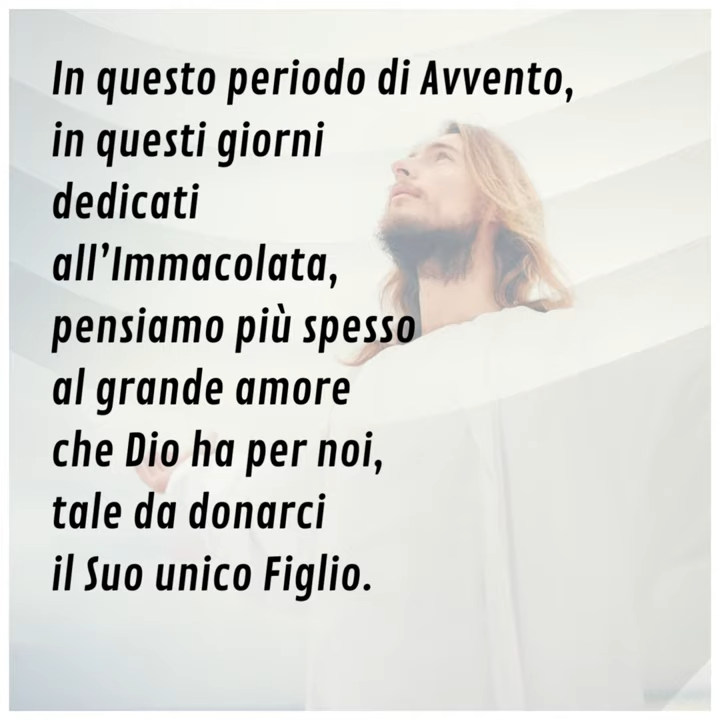 In questo periodo di Avvento,
in questi giorni
dedicati
all’Immacolata,
pensiamo più spesso
al grande amore
che Dio ha per noi,
tale da donarci
il Suo unico Figlio.